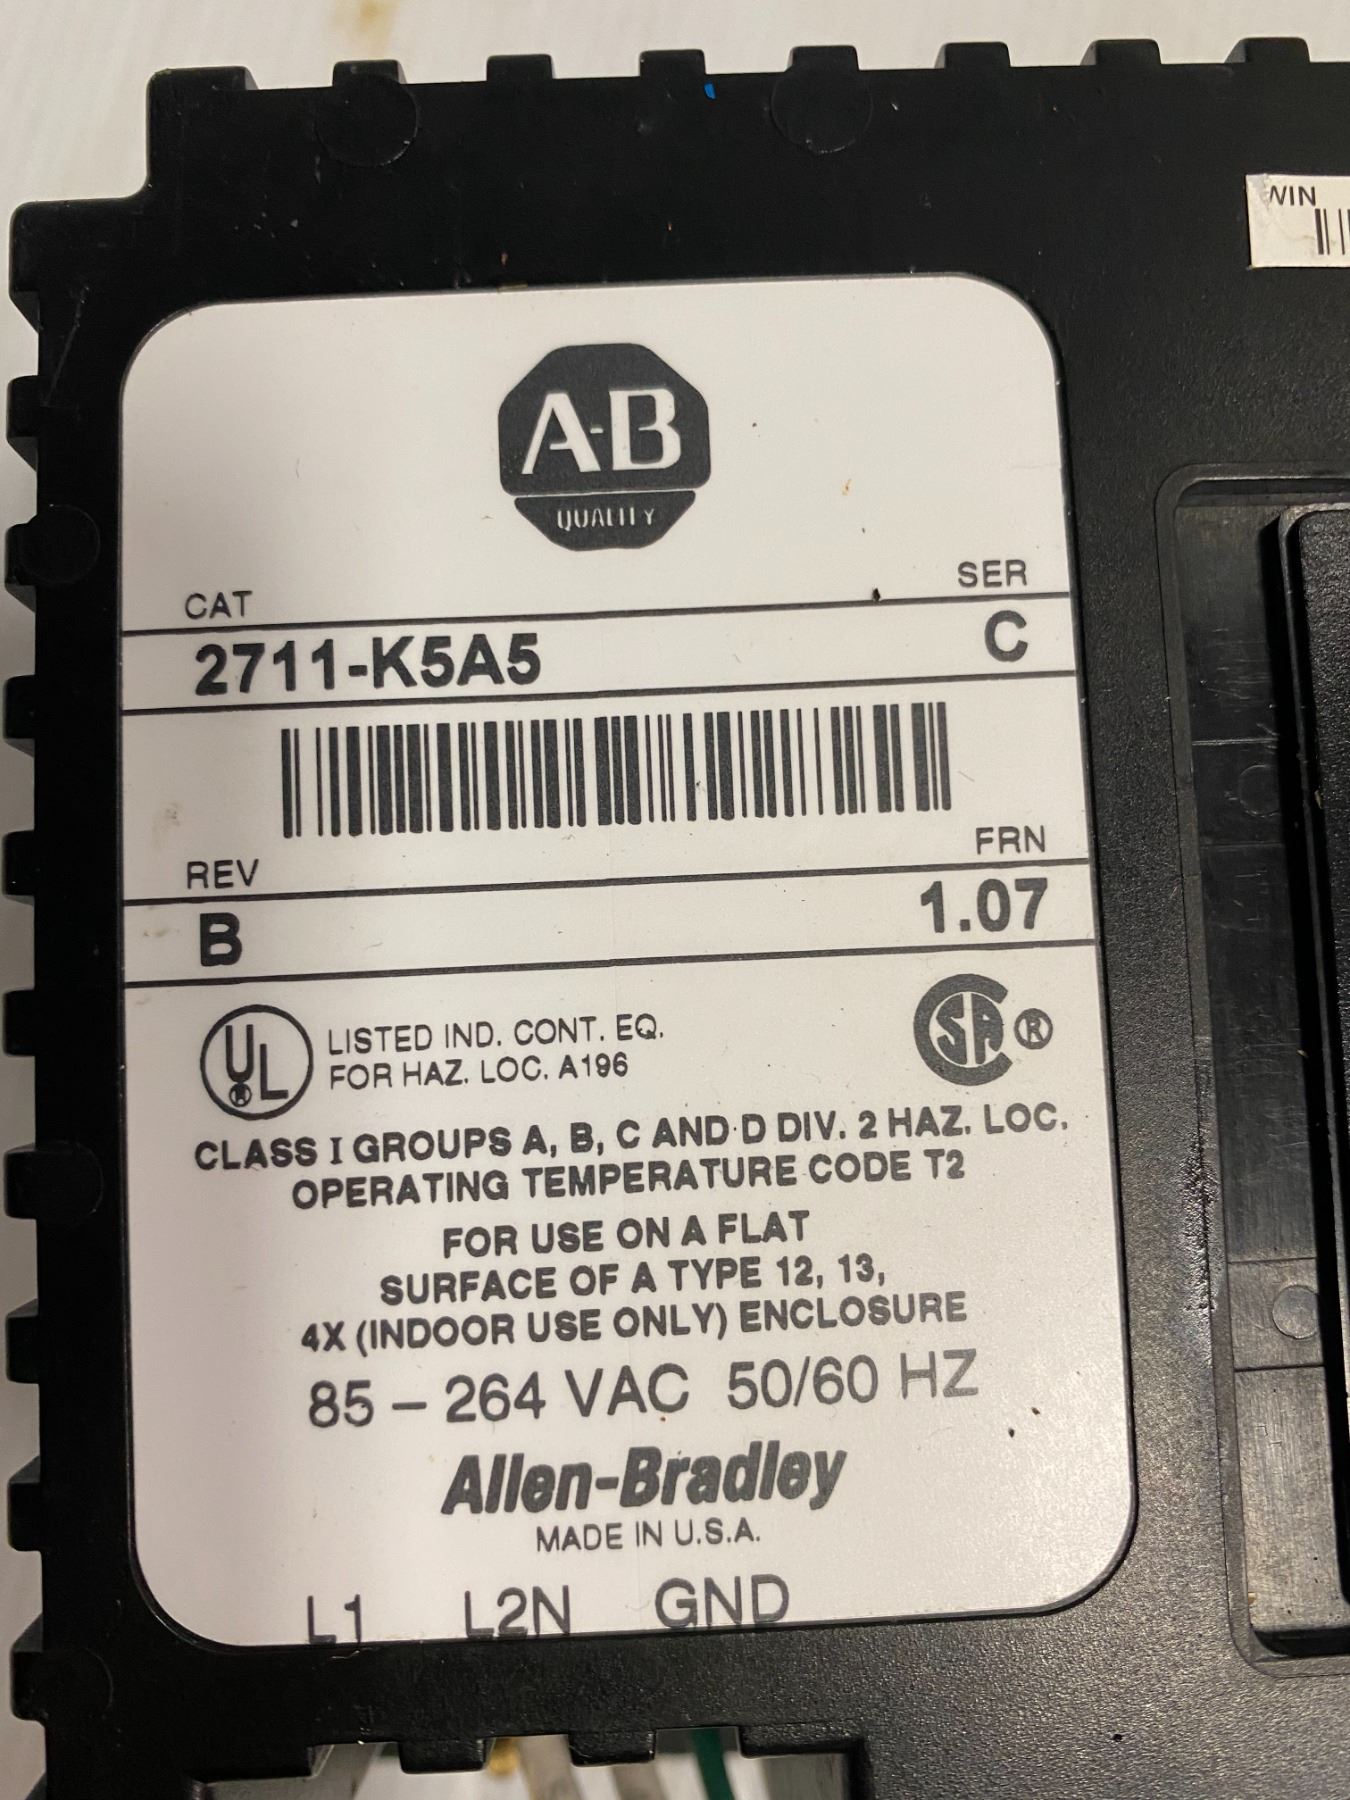 WIN
A-B
QUALITY
CAT
SER
2711-K5A5
C
REV
FRN
B
1.07
UL
®
LISTED IND. CONT. EQ.
FOR HAZ. LOC. A196
SA ®
CLASS I GROUPS A, B, C AND D DIV. 2 HAZ. LOC.
OPERATING TEMPERATURE CODE T2
FOR USE ON A FLAT
SURFACE OF A TYPE 12, 13,
4X (INDOOR USE ONLY) ENCLOSURE
85 – 264 VAC 50/60 HZ
Allen-Bradley
MADE IN U.S.A.
L1 L2N GND